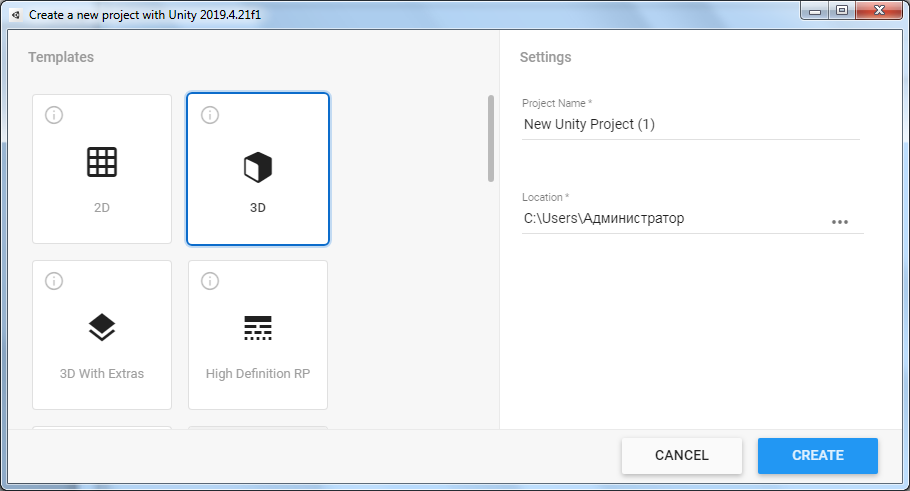 Create a new project with Unity 2019.4.21f1
Templates
2D
3D
3D With Extras
High Definition RP
Settings
Project Name *
New Unity Project (1)
Location *
C:\Users\Администратор
CANCEL
CREATE